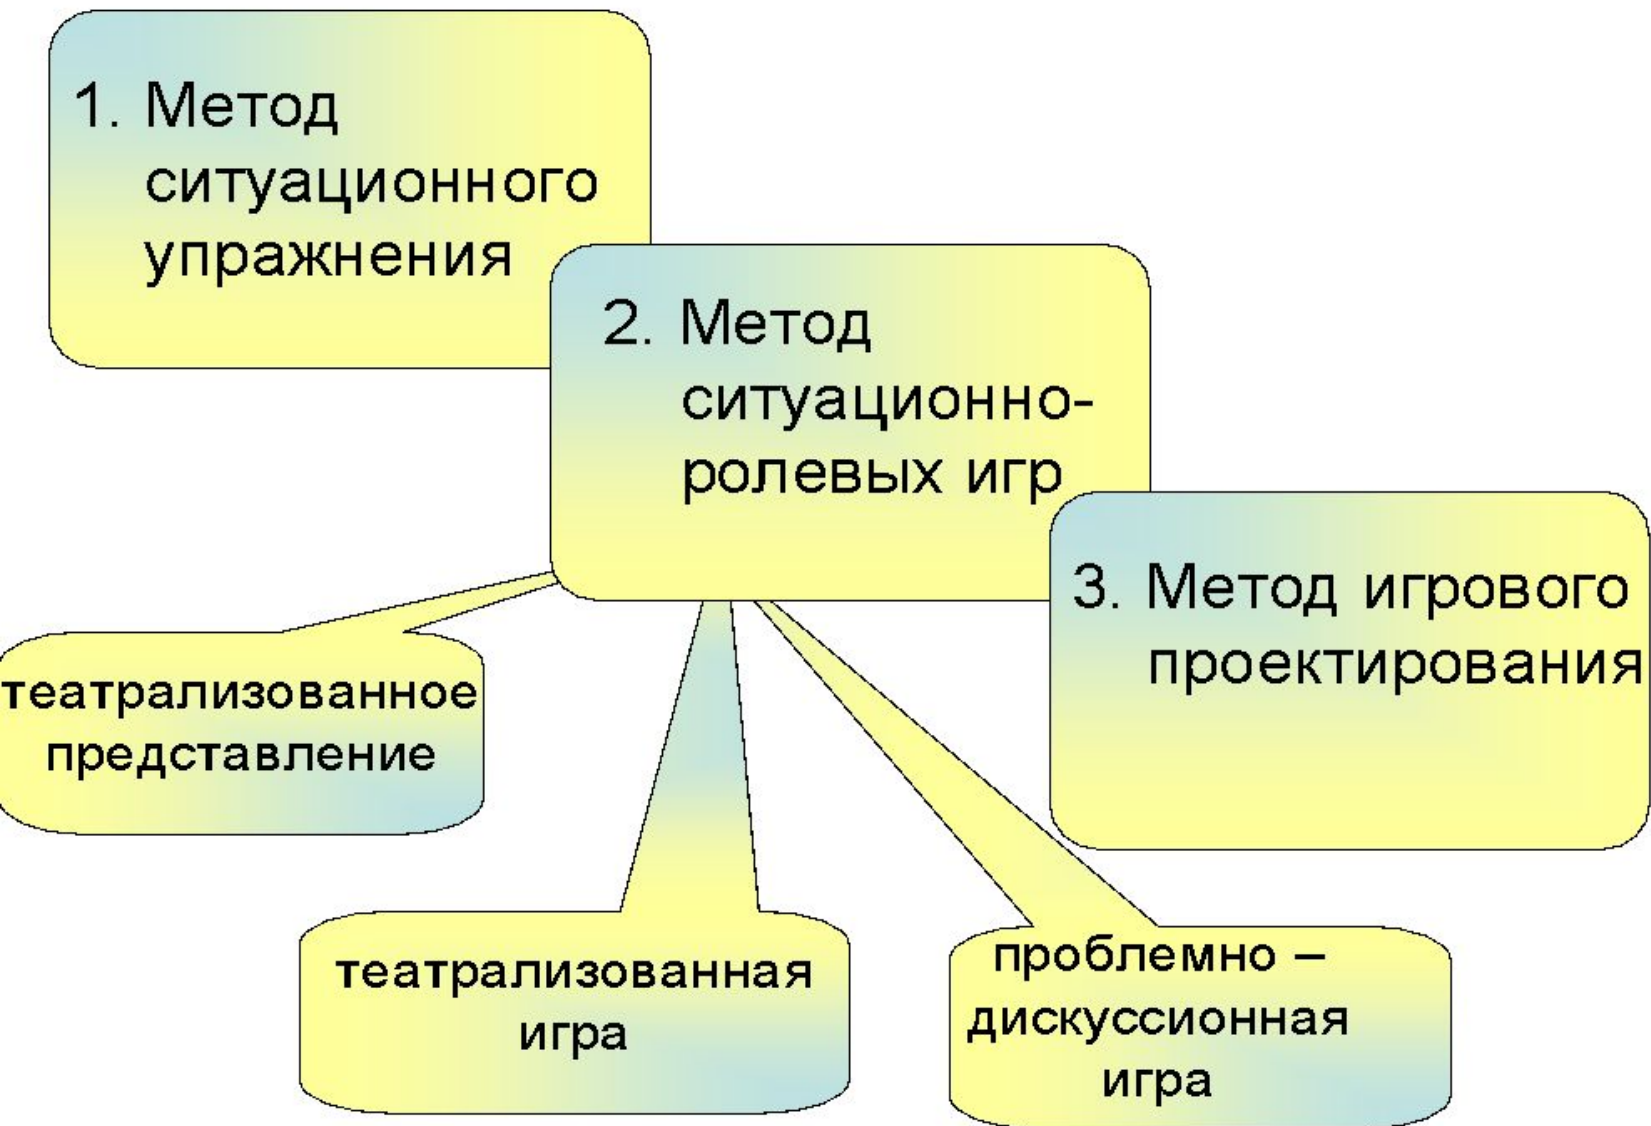 1. Метод
ситуационного
упражнения
2. Метод
ситуационно-
ролевых игр
3. Метод игрового
проектирования
театрализованное
представление
театрализованная
игра
проблемно –
дискуссионная
игра